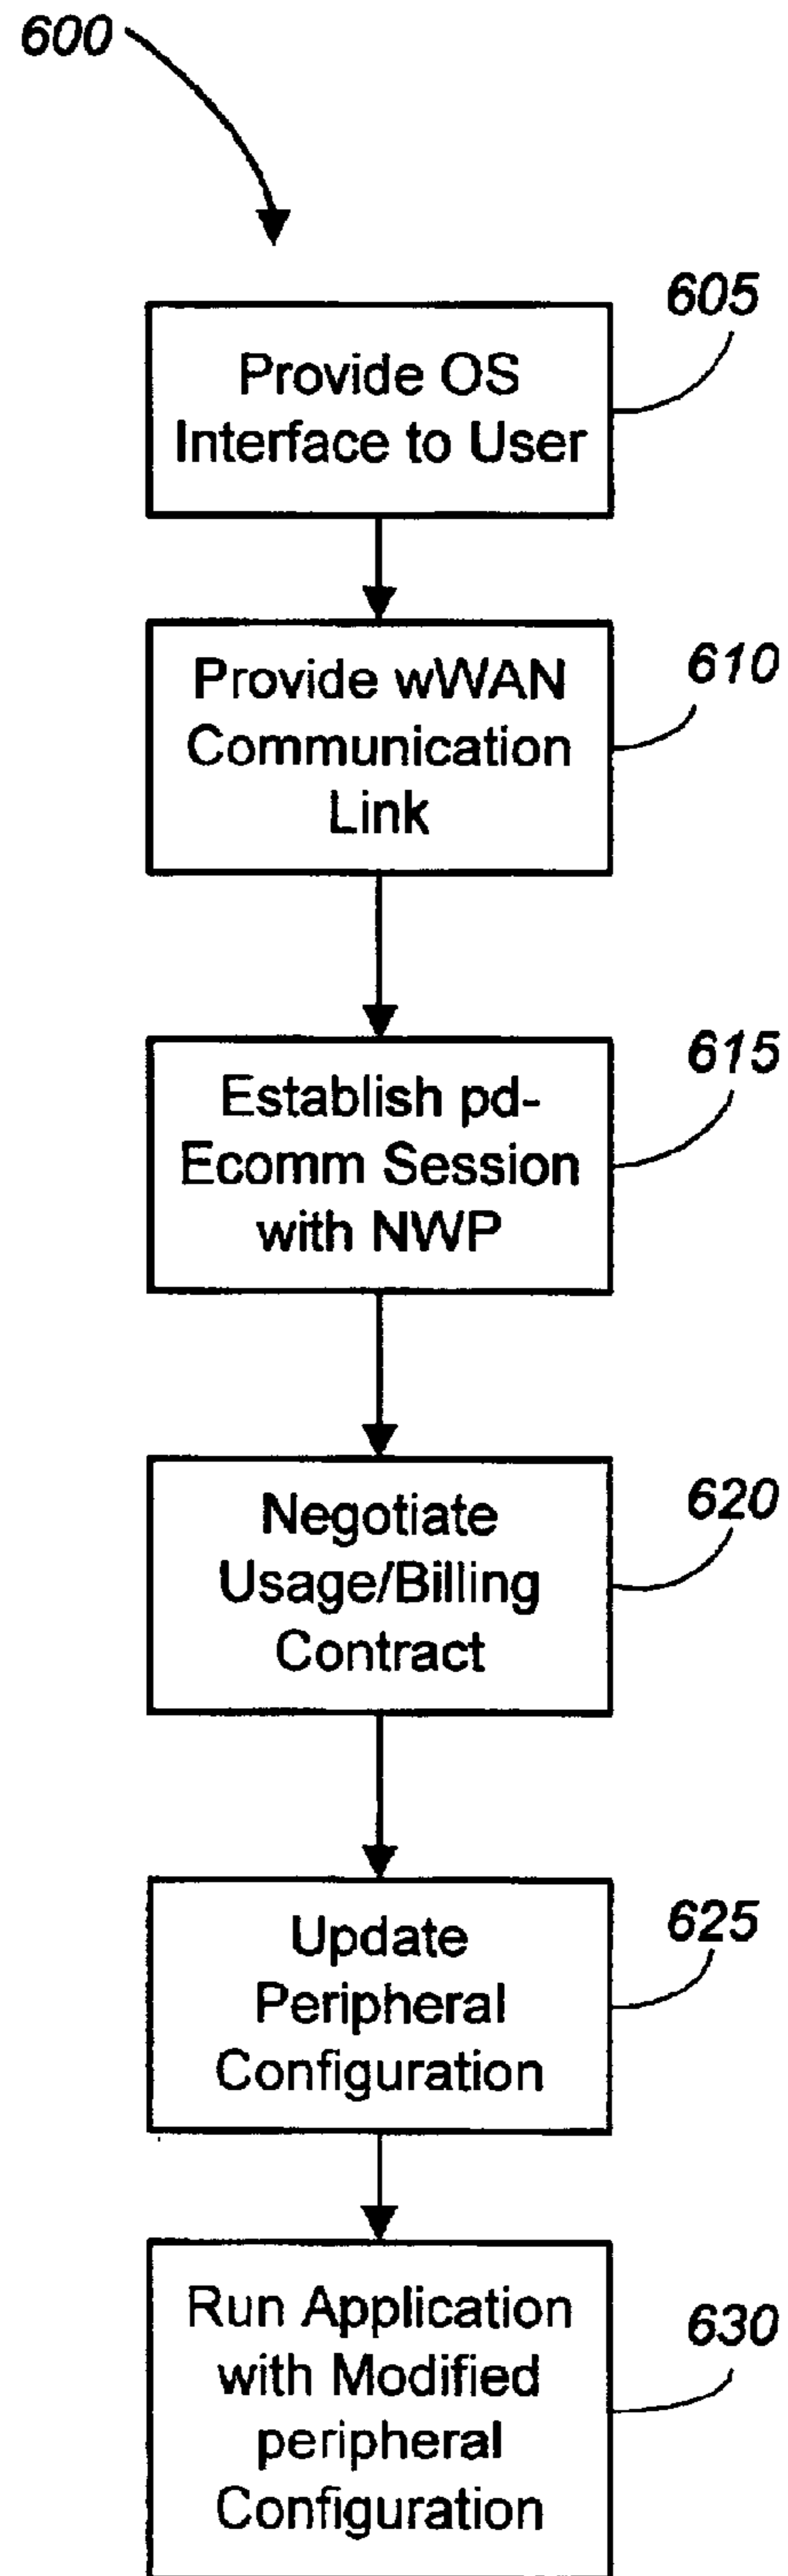 600
605
Provide OS
Interface to User
610
Provide wWAN
Communication
Link
615
Establish pd-
Ecomm Session
with NWP
620
Negotiate
Usage/Billing
Contract
625
Update
Peripheral
Configuration
630
Run Application
with Modified
peripheral
Configuration